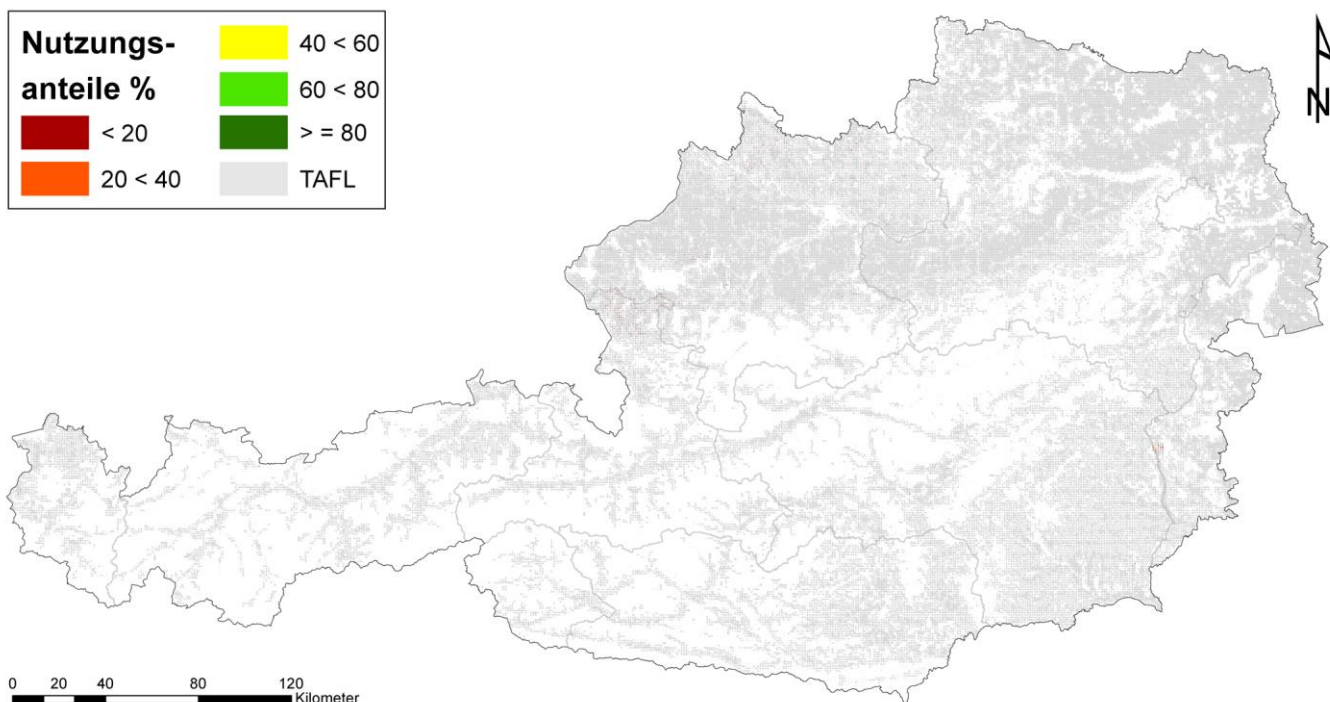 Nutzungs-
anteile %
< 20
20 < 40
40 < 60
60 < 80
> = 80
TAFL
N
0 20 40 80 120
Kilometer